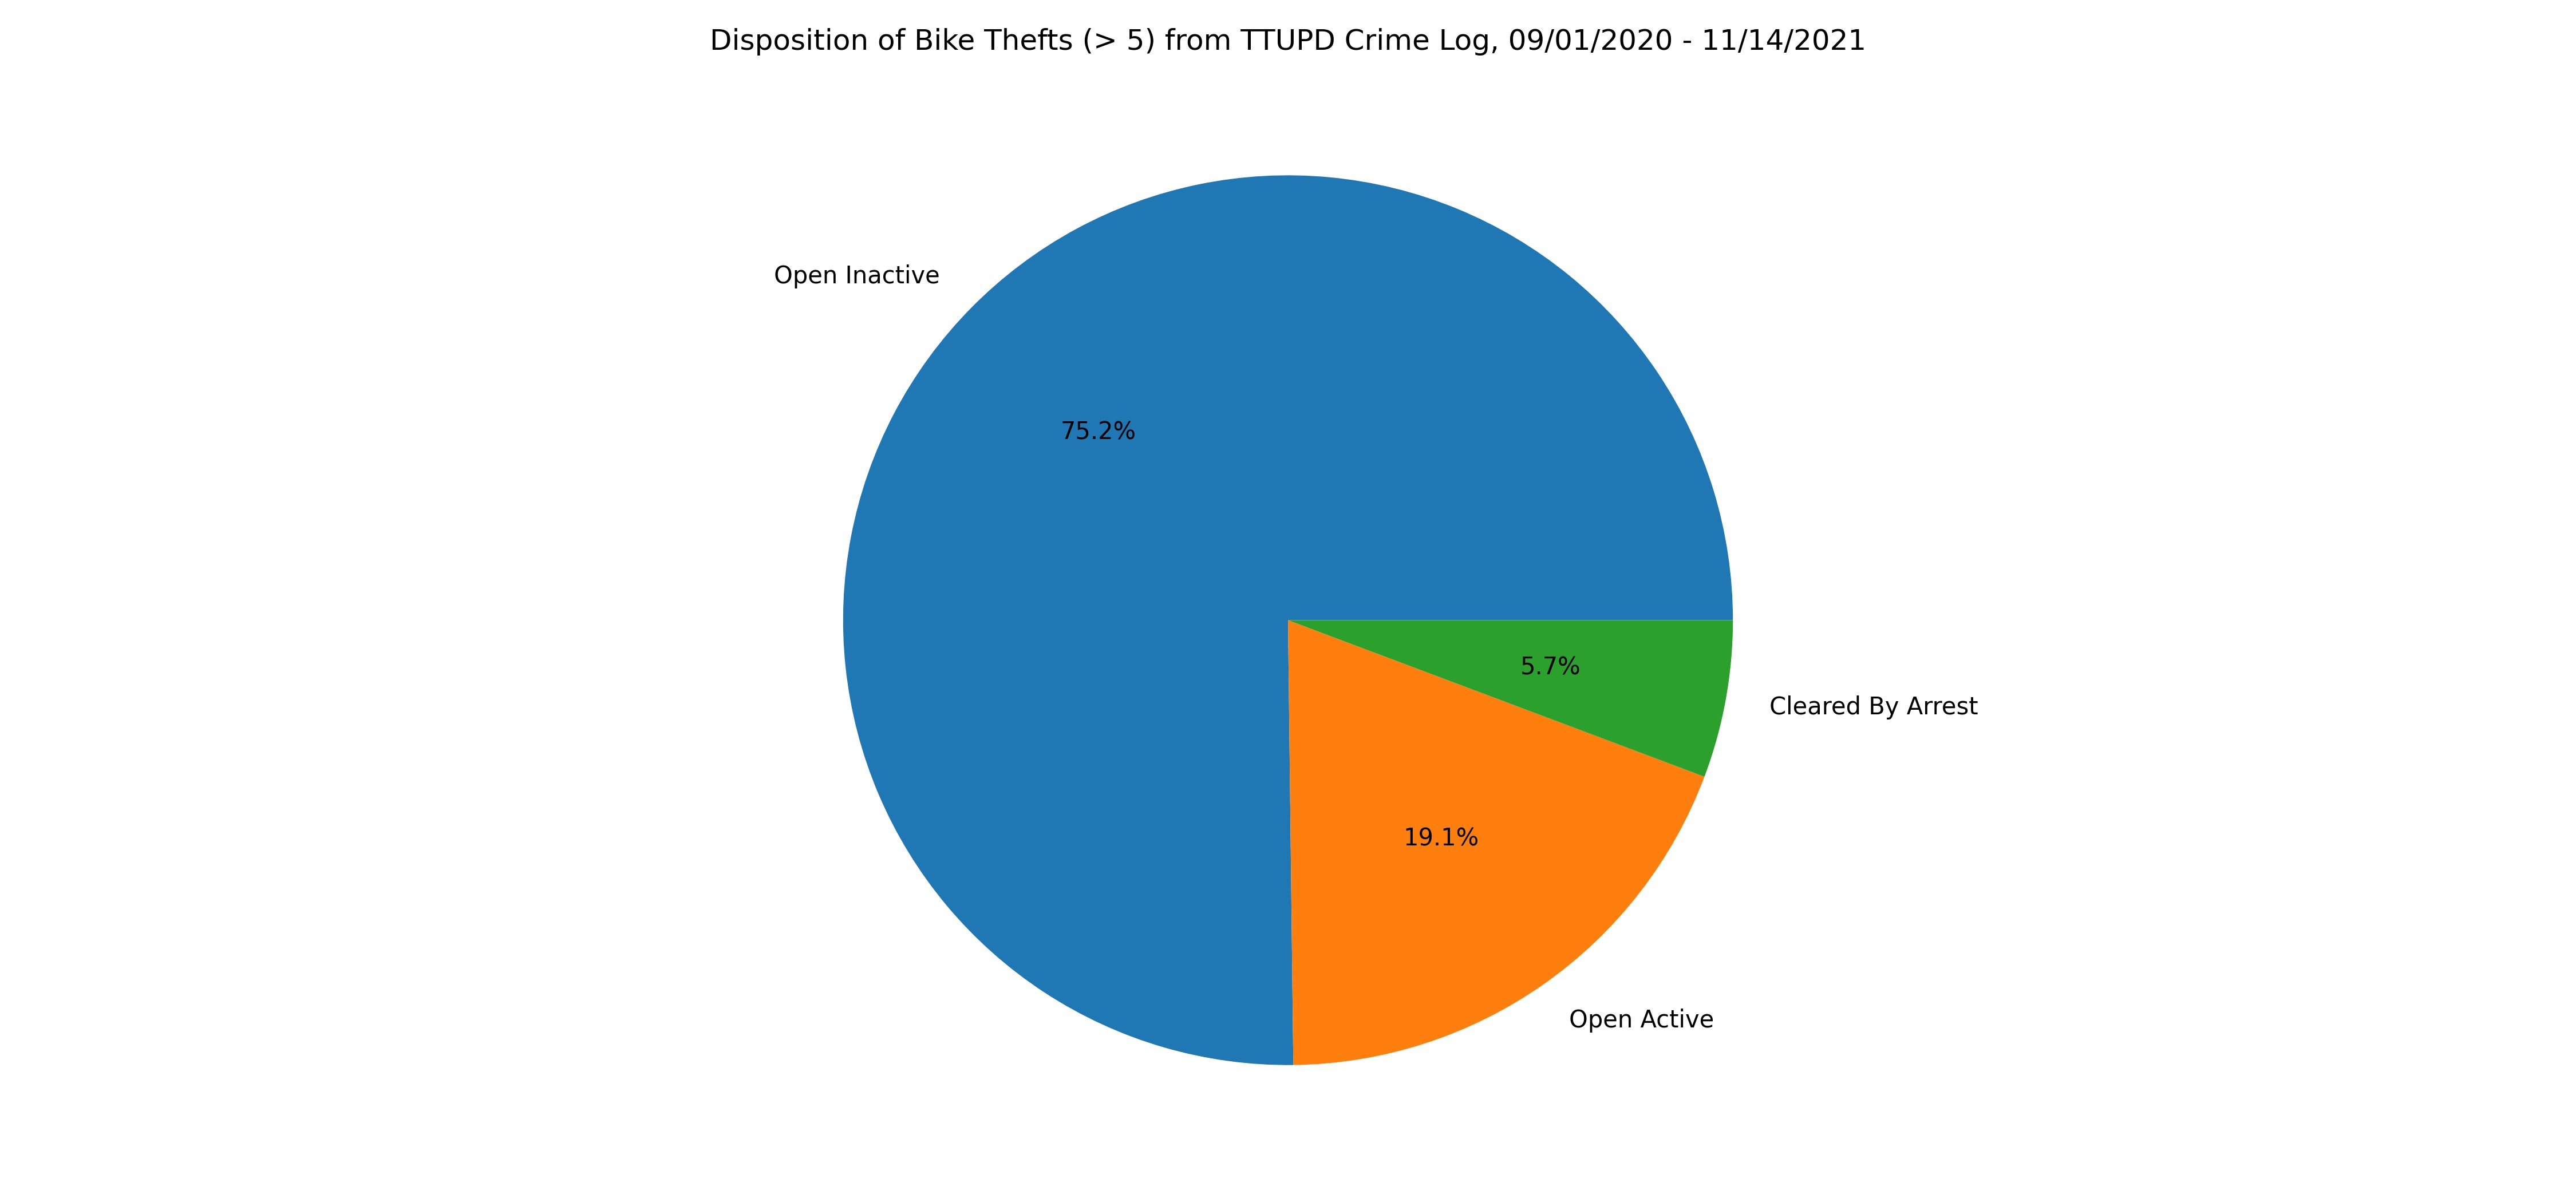 Disposition of Bike Thefts (> 5) from TTUPD Crime Log, 09/01/2020 - 11/14/2021
Open Inactive
75.2%
5.7%
Cleared By Arrest
19.1%
Open Active